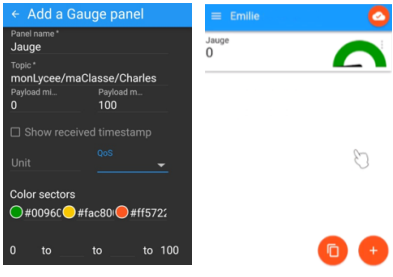 ← Add a Gauge panel
Panel name *
Jauge
Topic *
monLycee/maClasse/Charles
Payload mi... Payload m...
0 100
Show received timestamp
Unit QoS
Color sectors
#00960 #fac80 #ff5722
0 to to to 100
Emilie
Jauge
0
+